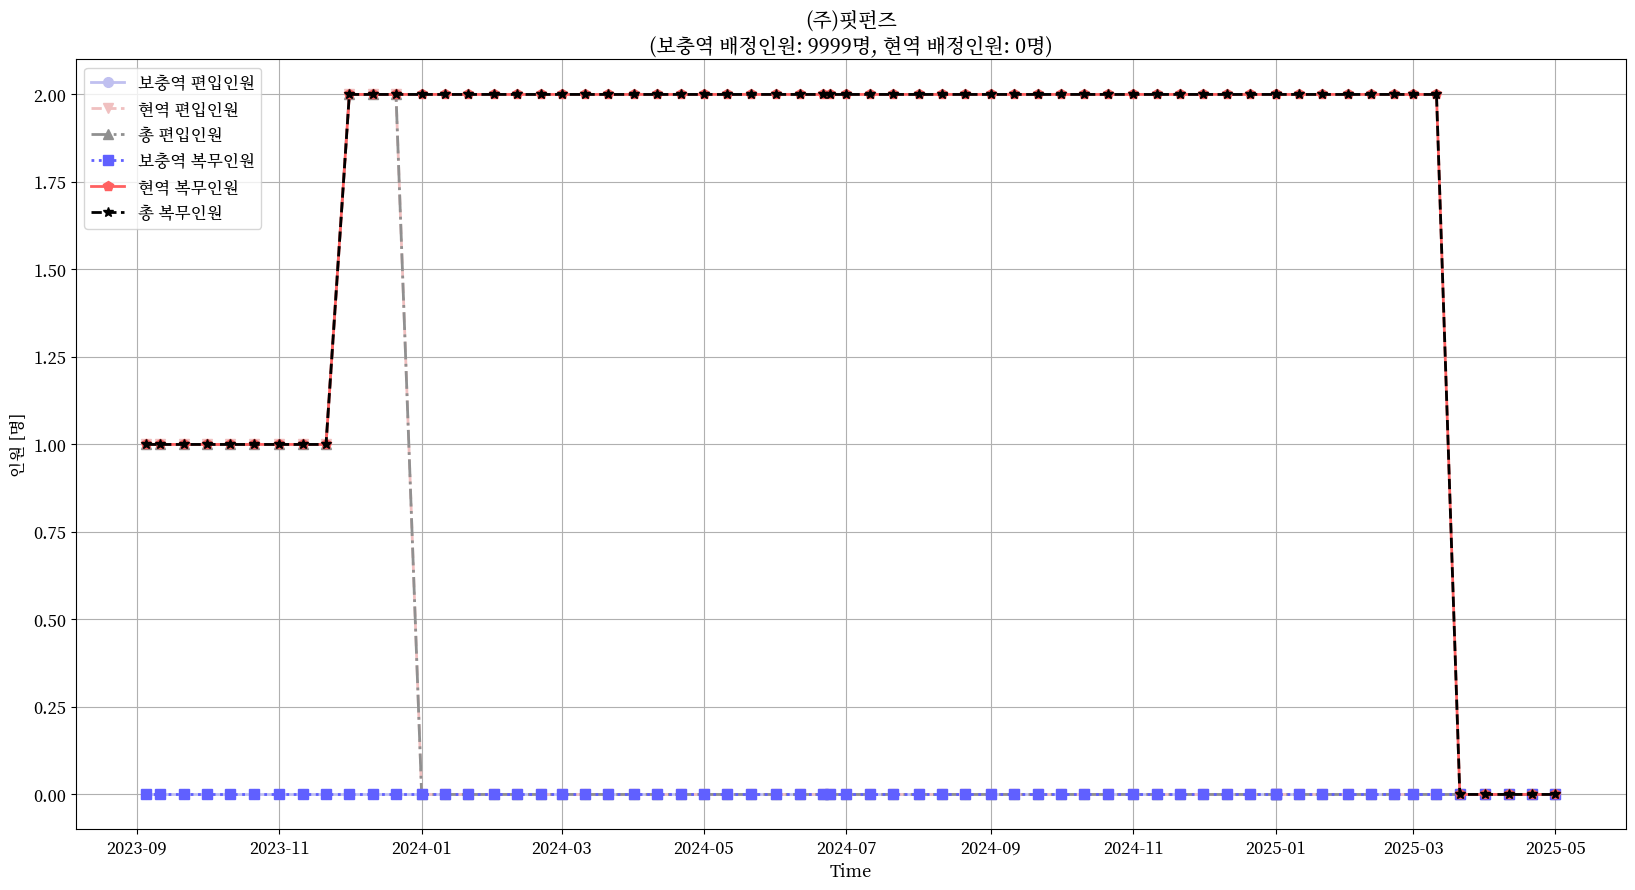 (주)핏펀즈
(보충역 배정인원: 9999명, 현역 배정인원: 0명)
보충역 편입인원
현역 편입인원
총 편입인원
보충역 복무인원
현역 복무인원
총 복무인원
인원 [명]
2.00
1.75
1.50
1.25
1.00
0.75
0.50
0.25
0.00
2023-09 2023-11 2024-01 2024-03 2024-05 2024-07 2024-09 2024-11 2025-01 2025-03 2025-05
Time